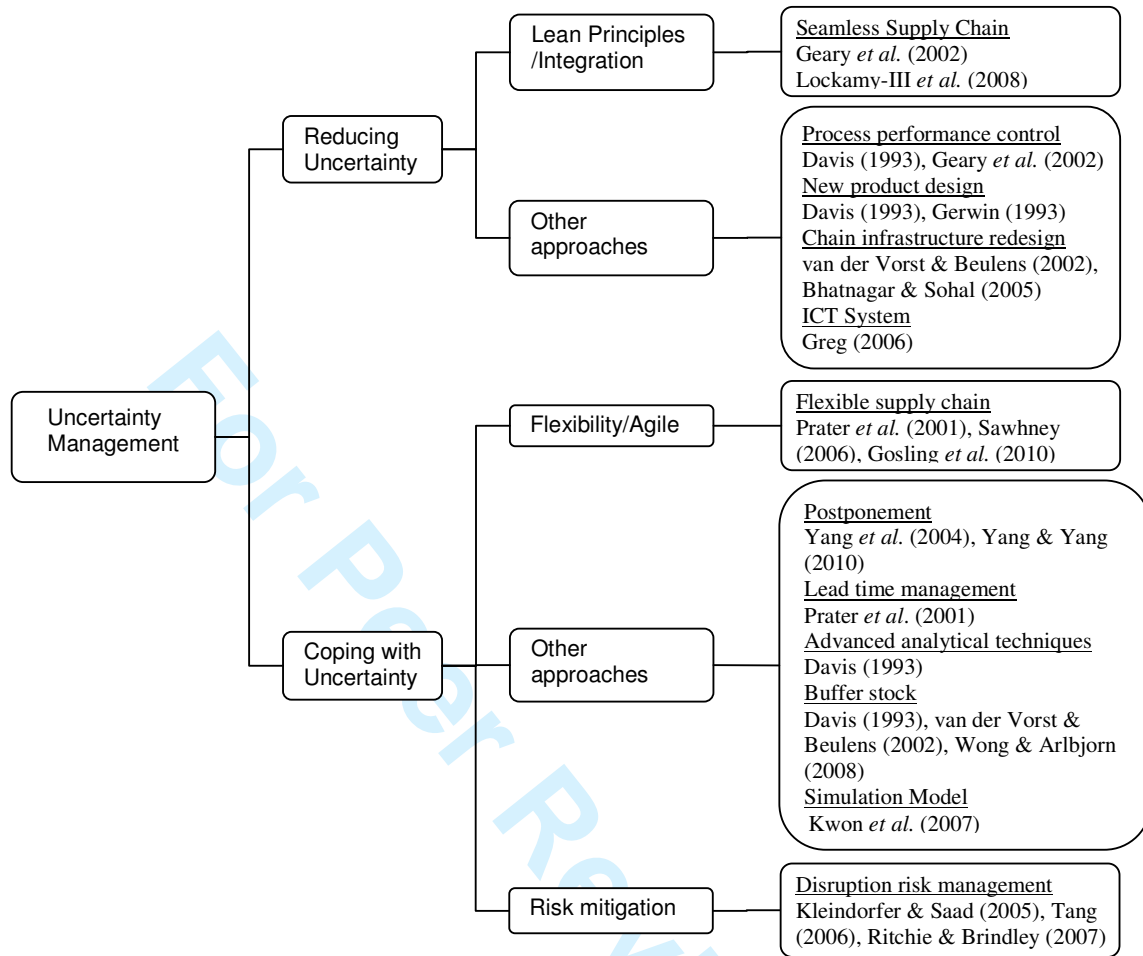 Uncertainty
Management
Reducing
Uncertainty
Lean Principles
/Integration
Seamless Supply Chain
Geary et al. (2002)
Lockamy-III et al. (2008)
Other
approaches
Process performance control
Davis (1993), Geary et al. (2002)
New product design
Davis (1993), Gerwin (1993)
Chain infrastructure redesign
van der Vorst & Beulens (2002),
Bhatnagar & Sohal (2005)
ICT System
Greg (2006)
Coping with
Uncertainty
Flexibility/Agile
Flexible supply chain
Prater et al. (2001), Sawhney
(2006), Gosling et al. (2010)
Other
approaches
Postponement
Yang et al. (2004), Yang & Yang
(2010)
Lead time management
Prater et al. (2001)
Advanced analytical techniques
Davis (1993)
Buffer stock
Davis (1993), van der Vorst &
Beulens (2002), Wong & Arlbjorn
(2008)
Simulation Model
Kwon et al. (2007)
Risk mitigation
Disruption risk management
Kleindorfer & Saad (2005), Tang
(2006), Ritchie & Brindley (2007)
For Peer Revi